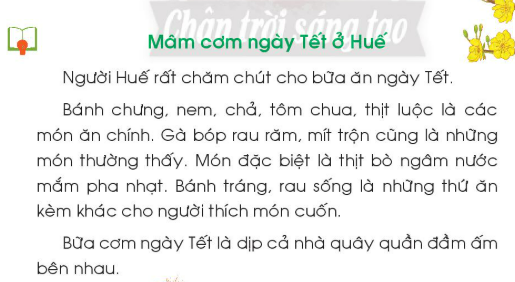 Chân trời sáng tạo
Mâm cơm ngày Tết ở Huế
Người Huế rất chăm chút cho bữa ăn ngày Tết.
Bánh chưng, nem, chả, tôm chua, thịt luộc là các
món ăn chính. Gà bóp rau răm, mít trộn cũng là những
món thường thấy. Món đặc biệt là thịt bò ngâm nước
mắm pha nhạt. Bánh tráng, rau sống là những thứ ăn
kèm khác cho người thích món cuốn.
Bữa cơm ngày Tết là dịp cả nhà quây quần đầm ấm
bên nhau.